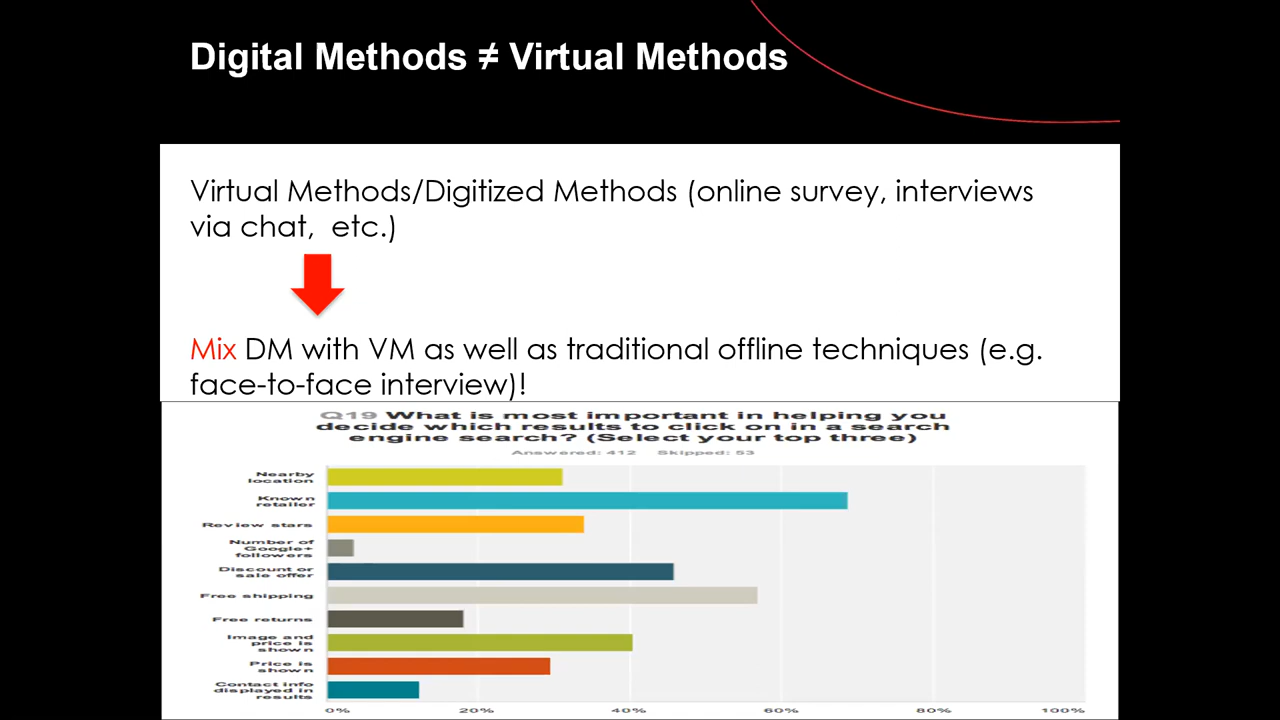 Digital Methods ≠ Virtual Methods
Virtual Methods/Digitized Methods (online survey, interviews
via chat,  etc.)
Mix DM with VM as well as traditional offline techniques (e.g.
face-to-face interview)!
Q19 What is most important in helping you
decide which results to click on in a search
engine search? (Select your top three)
Answered: 412 Skipped: 53
Nearby
location
Known
retailer
Review stars
Number of
Google+
followers
Discount or
sale offer
Free shipping
Free returns
Image and
price is
shown
Price is
shown
Contact info
displayed in
results
0% 20% 40% 60% 80% 100%